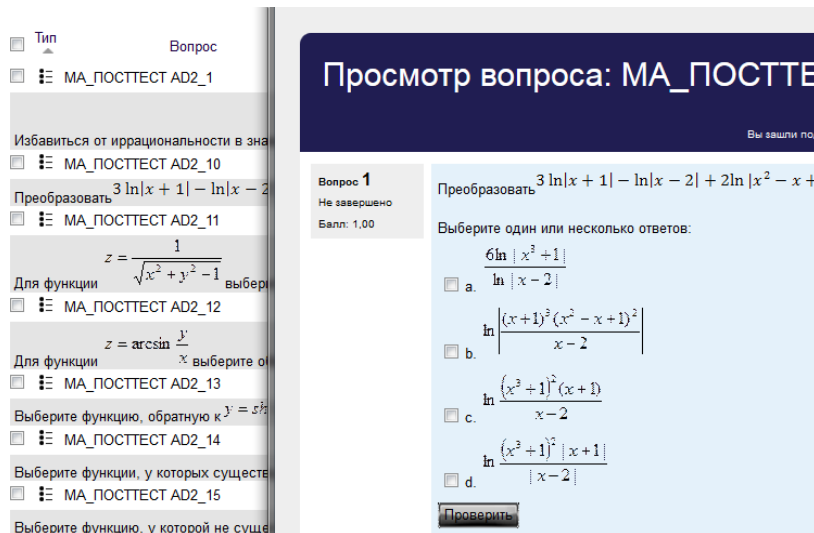 Тип
Вопрос
МА_ПОСТТЕСТ AD2_1
Избавиться от иррациональности в зна
МА_ПОСТТЕСТ AD2_10
Преобразовать 3 ln|x + 1| − ln|x − 2
МА_ПОСТТЕСТ AD2_11
Для функции z = 1/√(x² + y² − 1) выбери
МА_ПОСТТЕСТ AD2_12
Для функции z = arcsin y/x выберите о
МА_ПОСТТЕСТ AD2_13
Выберите функцию, обратную к y = sh
МА_ПОСТТЕСТ AD2_14
Выберите функции, у которых существ
МА_ПОСТТЕСТ AD2_15
Выберите функцию, у которой не суще
Просмотр вопроса: МА_ПОСТТЕ
Вы зашли под
Вопрос 1
Не завершено
Балл: 1,00
Преобразовать 3 ln|x + 1| − ln|x − 2| + 2ln |x² − x +
Выберите один или несколько ответов:
a. 6ln | x³ +1| / ln | x − 2|
b. ln |(x+1)³ (x² − x +1)² / x − 2|
c. ln (x³ +1)² (x + 1) / x − 2
d. ln (x³ +1)² | x +1| / | x − 2|
Проверить